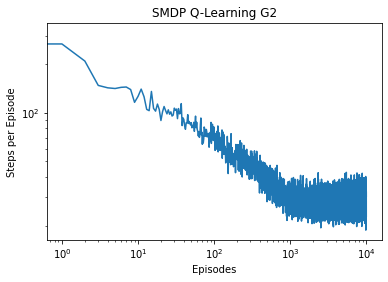 SMDP Q-Learning G2
Steps per Episode
10²
10⁰
10¹
10²
10³
10⁴
Episodes